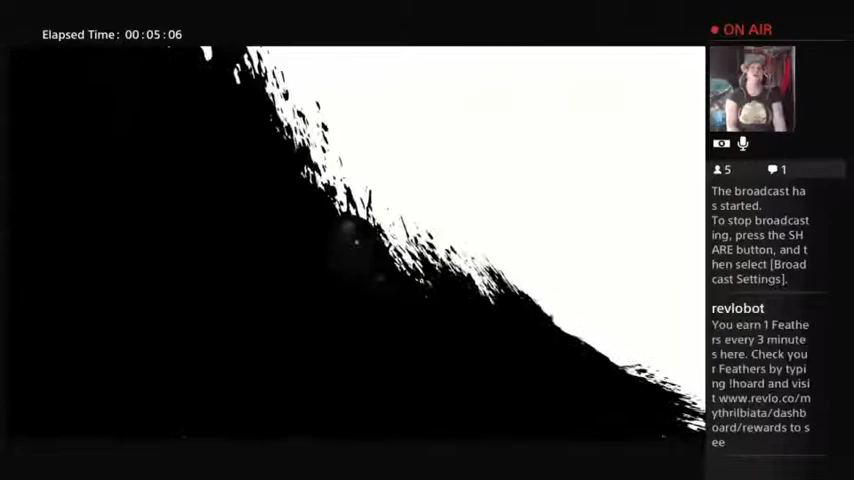 Elapsed Time: 00:05:06
ON AIR
5
1
The broadcast ha
s started.
To stop broadcast
ing, press the SH
ARE button, and t
hen select [Broad
cast Settings].
revlobot
You earn 1 Feathe
rs every 3 minute
s here. Check you
r Feathers by typi
ng !hoard and visi
t www.revlo.co/m
ythrilbiata/dashb
oard/rewards to s
ee